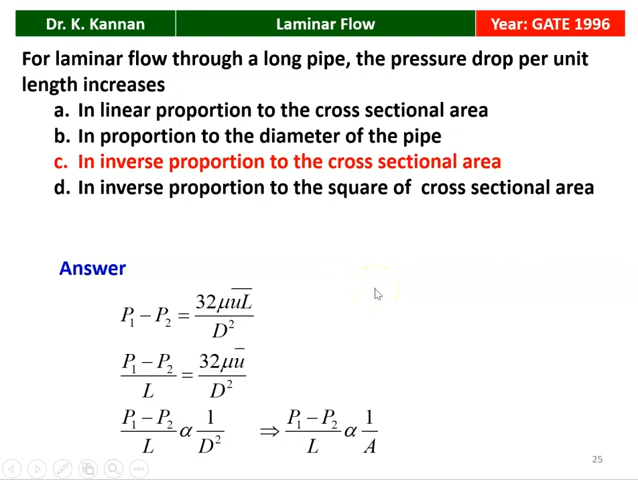 Dr. K. Kannan
Laminar Flow
Year: GATE 1996
For laminar flow through a long pipe, the pressure drop per unit
length increases
a. In linear proportion to the cross sectional area
b. In proportion to the diameter of the pipe
c. In inverse proportion to the cross sectional area
d. In inverse proportion to the square of cross sectional area
Answer
P₁ − P₂ = 32μu̅L̅ / D²
(P₁ − P₂) / L = 32μu̅ / D²
(P₁ − P₂) / L α 1 / D² ⇒ (P₁ − P₂) / L α 1 / A
25